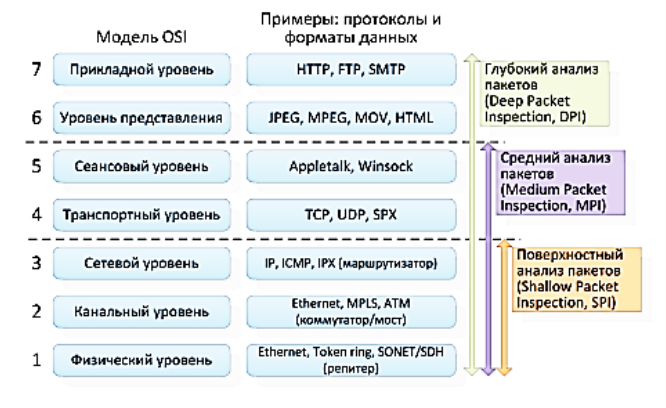 Модель OSI
Примеры: протоколы и
форматы данных
7
Прикладной уровень
HTTP, FTP, SMTP
6
Уровень представления
JPEG, MPEG, MOV, HTML
5
Сеансовый уровень
Appletalk, Winsock
4
Транспортный уровень
TCP, UDP, SPX
3
Сетевой уровень
IP, ICMP, IPX (маршрутизатор)
2
Канальный уровень
Ethernet, MPLS, ATM
(коммутатор/мост)
1
Физический уровень
Ethernet, Token ring, SONET/SDH
(репитер)
Глубокий анализ
пакетов
(Deep Packet
Inspection, DPI)
Средний анализ
пакетов
(Medium Packet
Inspection, MPI)
Поверхностный
анализ пакетов
(Shallow Packet
Inspection, SPI)